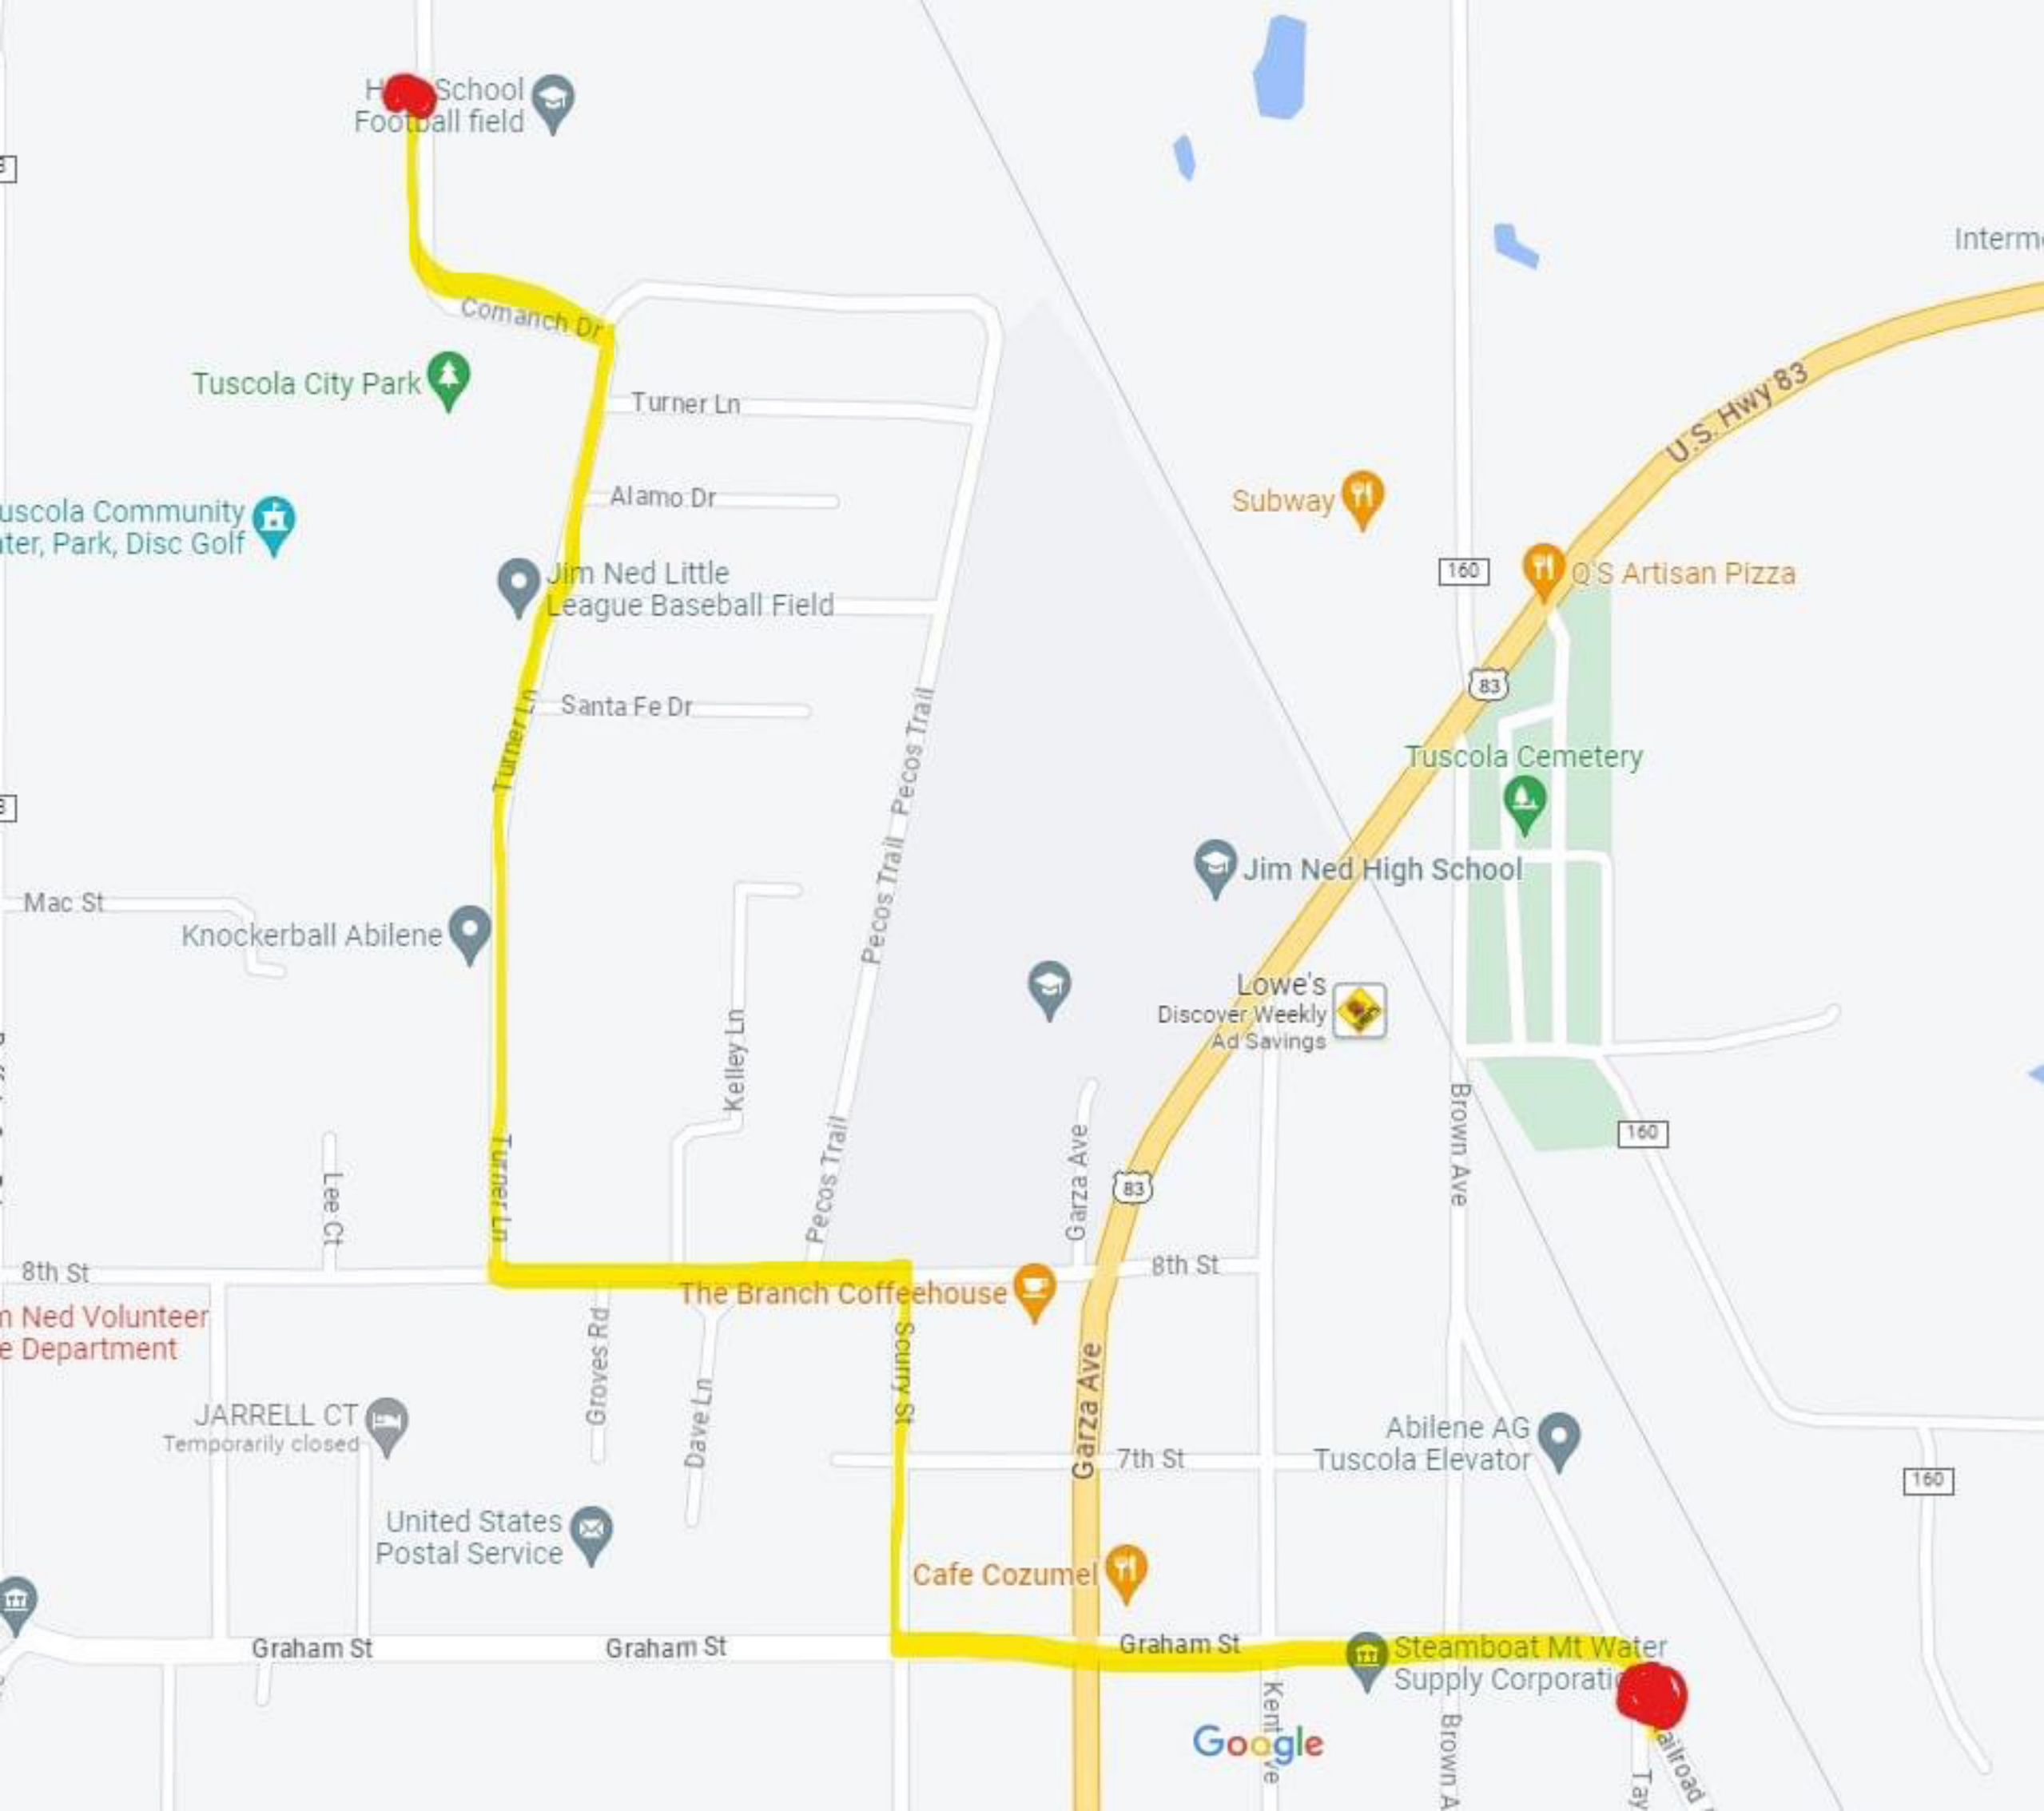 School
Football field
Interm
Comanch Dr
Tuscola City Park
Turner Ln
U.S. Hwy 83
Alamo Dr
Subway
uscola Community
ter, Park, Disc Golf
Jim Ned Little
League Baseball Field
160
Q'S Artisan Pizza
83
Turner Ln
Santa Fe Dr
Pecos Trail
Tuscola Cemetery
Pecos Trail
Jim Ned High School
Mac St
Knockerball Abilene
Lowe's
Discover Weekly
Ad Savings
Kelley Ln
Brown Ave
160
Turner Ln
Lee Ct
Pecos Trail
Garza Ave
83
8th St
8th St
The Branch Coffeehouse
m Ned Volunteer
e Department
Groves Rd
Scurry St
Dave Ln
Garza Ave
JARRELL CT
Temporarily closed
7th St
Abilene AG
Tuscola Elevator
160
United States
Postal Service
Cafe Cozumel
Graham St
Graham St
Graham St
Steamboat Mt Water
Supply Corporatio
Kent Ve
Google
Brown A
Tay
ailroad